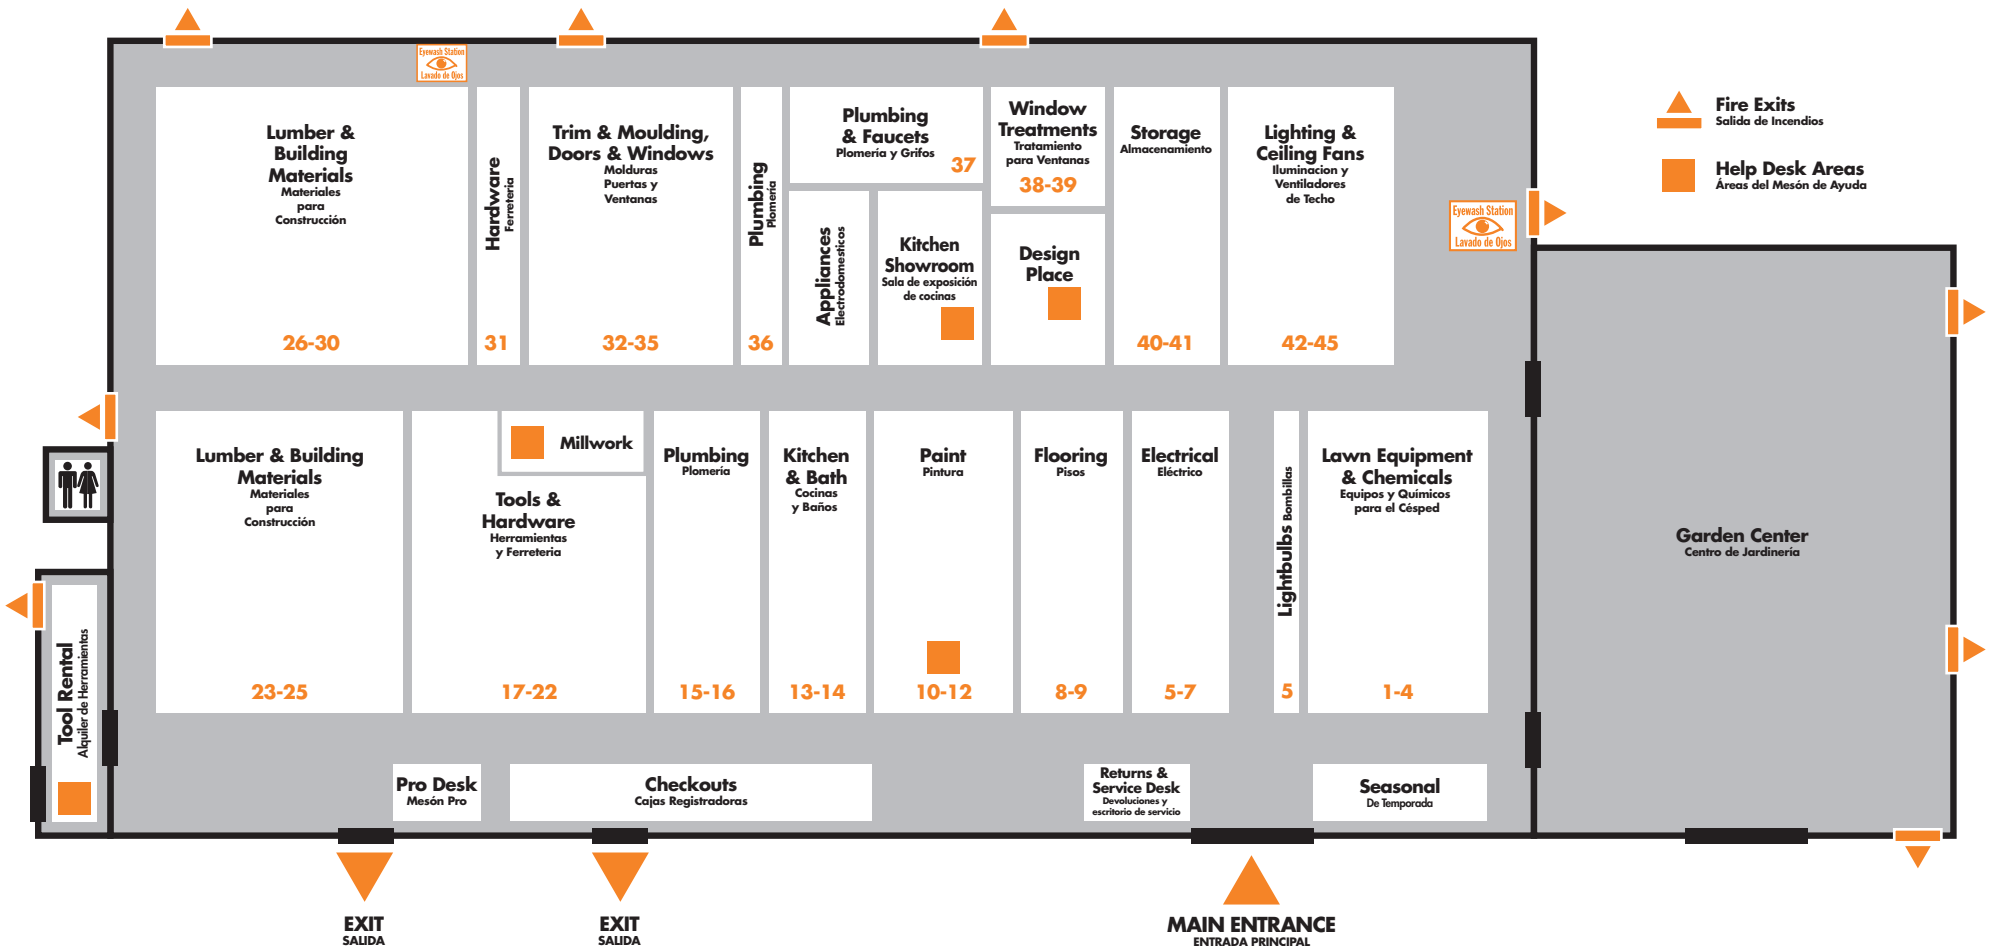 Eyewash Station
Lavado de Ojos
Lumber &
Building
Materials
Materiales
para
Construcción
26-30
Hardware
Ferreteria
31
Trim & Moulding,
Doors & Windows
Molduras
Puertas y
Ventanas
32-35
Plumbing
Plomería
36
Plumbing
& Faucets
Plomería y Grifos
37
Appliances
Electrodomesticos
Kitchen
Showroom
Sala de exposición
de cocinas
Window
Treatments
Tratamiento
para Ventanas
38-39
Design
Place
Storage
Almacenamiento
40-41
Lighting &
Ceiling Fans
Iluminacion y
Ventiladores
de Techo
42-45
Eyewash Station
Lavado de Ojos
Fire Exits
Salida de Incendios
Help Desk Areas
Áreas del Mesón de Ayuda
Lumber & Building
Materials
Materiales
para
Construcción
23-25
Millwork
Tools &
Hardware
Herramientas
y Ferreteria
17-22
Plumbing
Plomería
15-16
Kitchen
& Bath
Cocinas
y Baños
13-14
Paint
Pintura
10-12
Flooring
Pisos
8-9
Electrical
Eléctrico
5-7
Lightbulbs Bombillas
5
Lawn Equipment
& Chemicals
Equipos y Químicos
para el Césped
1-4
Garden Center
Centro de Jardinería
Tool Rental
Alquiler de Herramientas
Pro Desk
Mesón Pro
Checkouts
Cajas Registradoras
Returns &
Service Desk
Devoluciones y
escritorio de servicio
Seasonal
De Temporada
EXIT
SALIDA
EXIT
SALIDA
MAIN ENTRANCE
ENTRADA PRINCIPAL